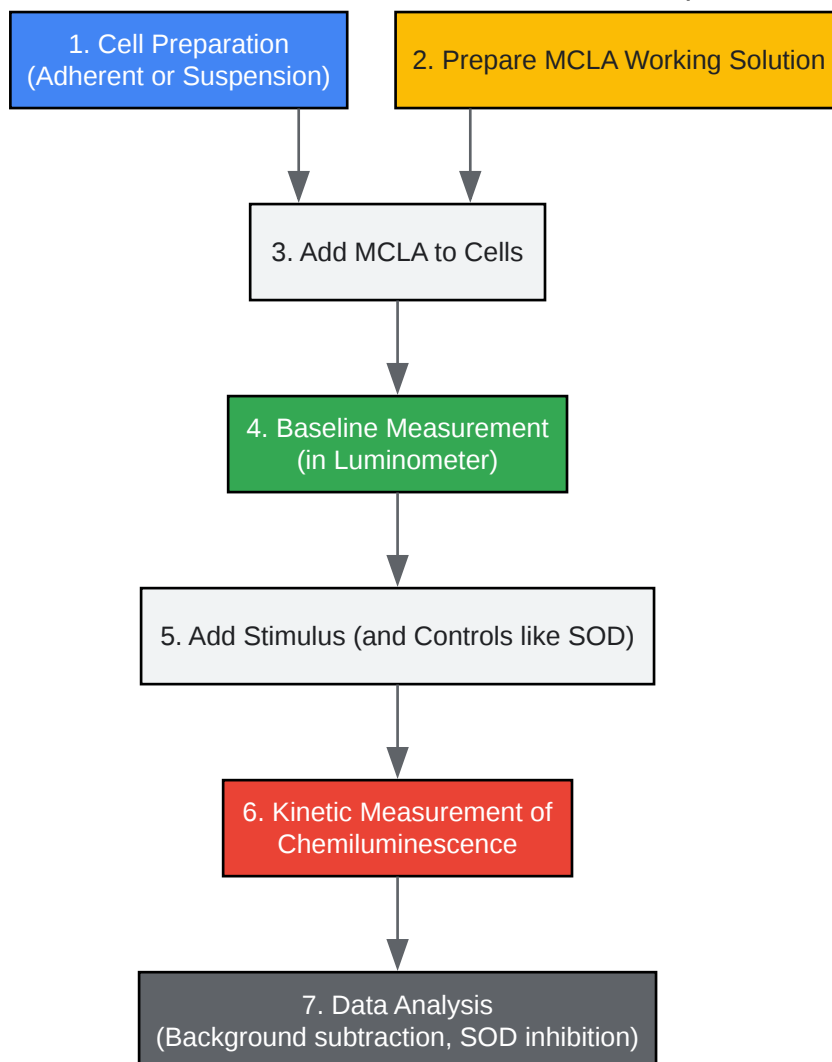 1. Cell Preparation
(Adherent or Suspension)
2. Prepare MCLA Working Solution
3. Add MCLA to Cells
4. Baseline Measurement
(in Luminometer)
5. Add Stimulus (and Controls like SOD)
6. Kinetic Measurement of
Chemiluminescence
7. Data Analysis
(Background subtraction, SOD inhibition)